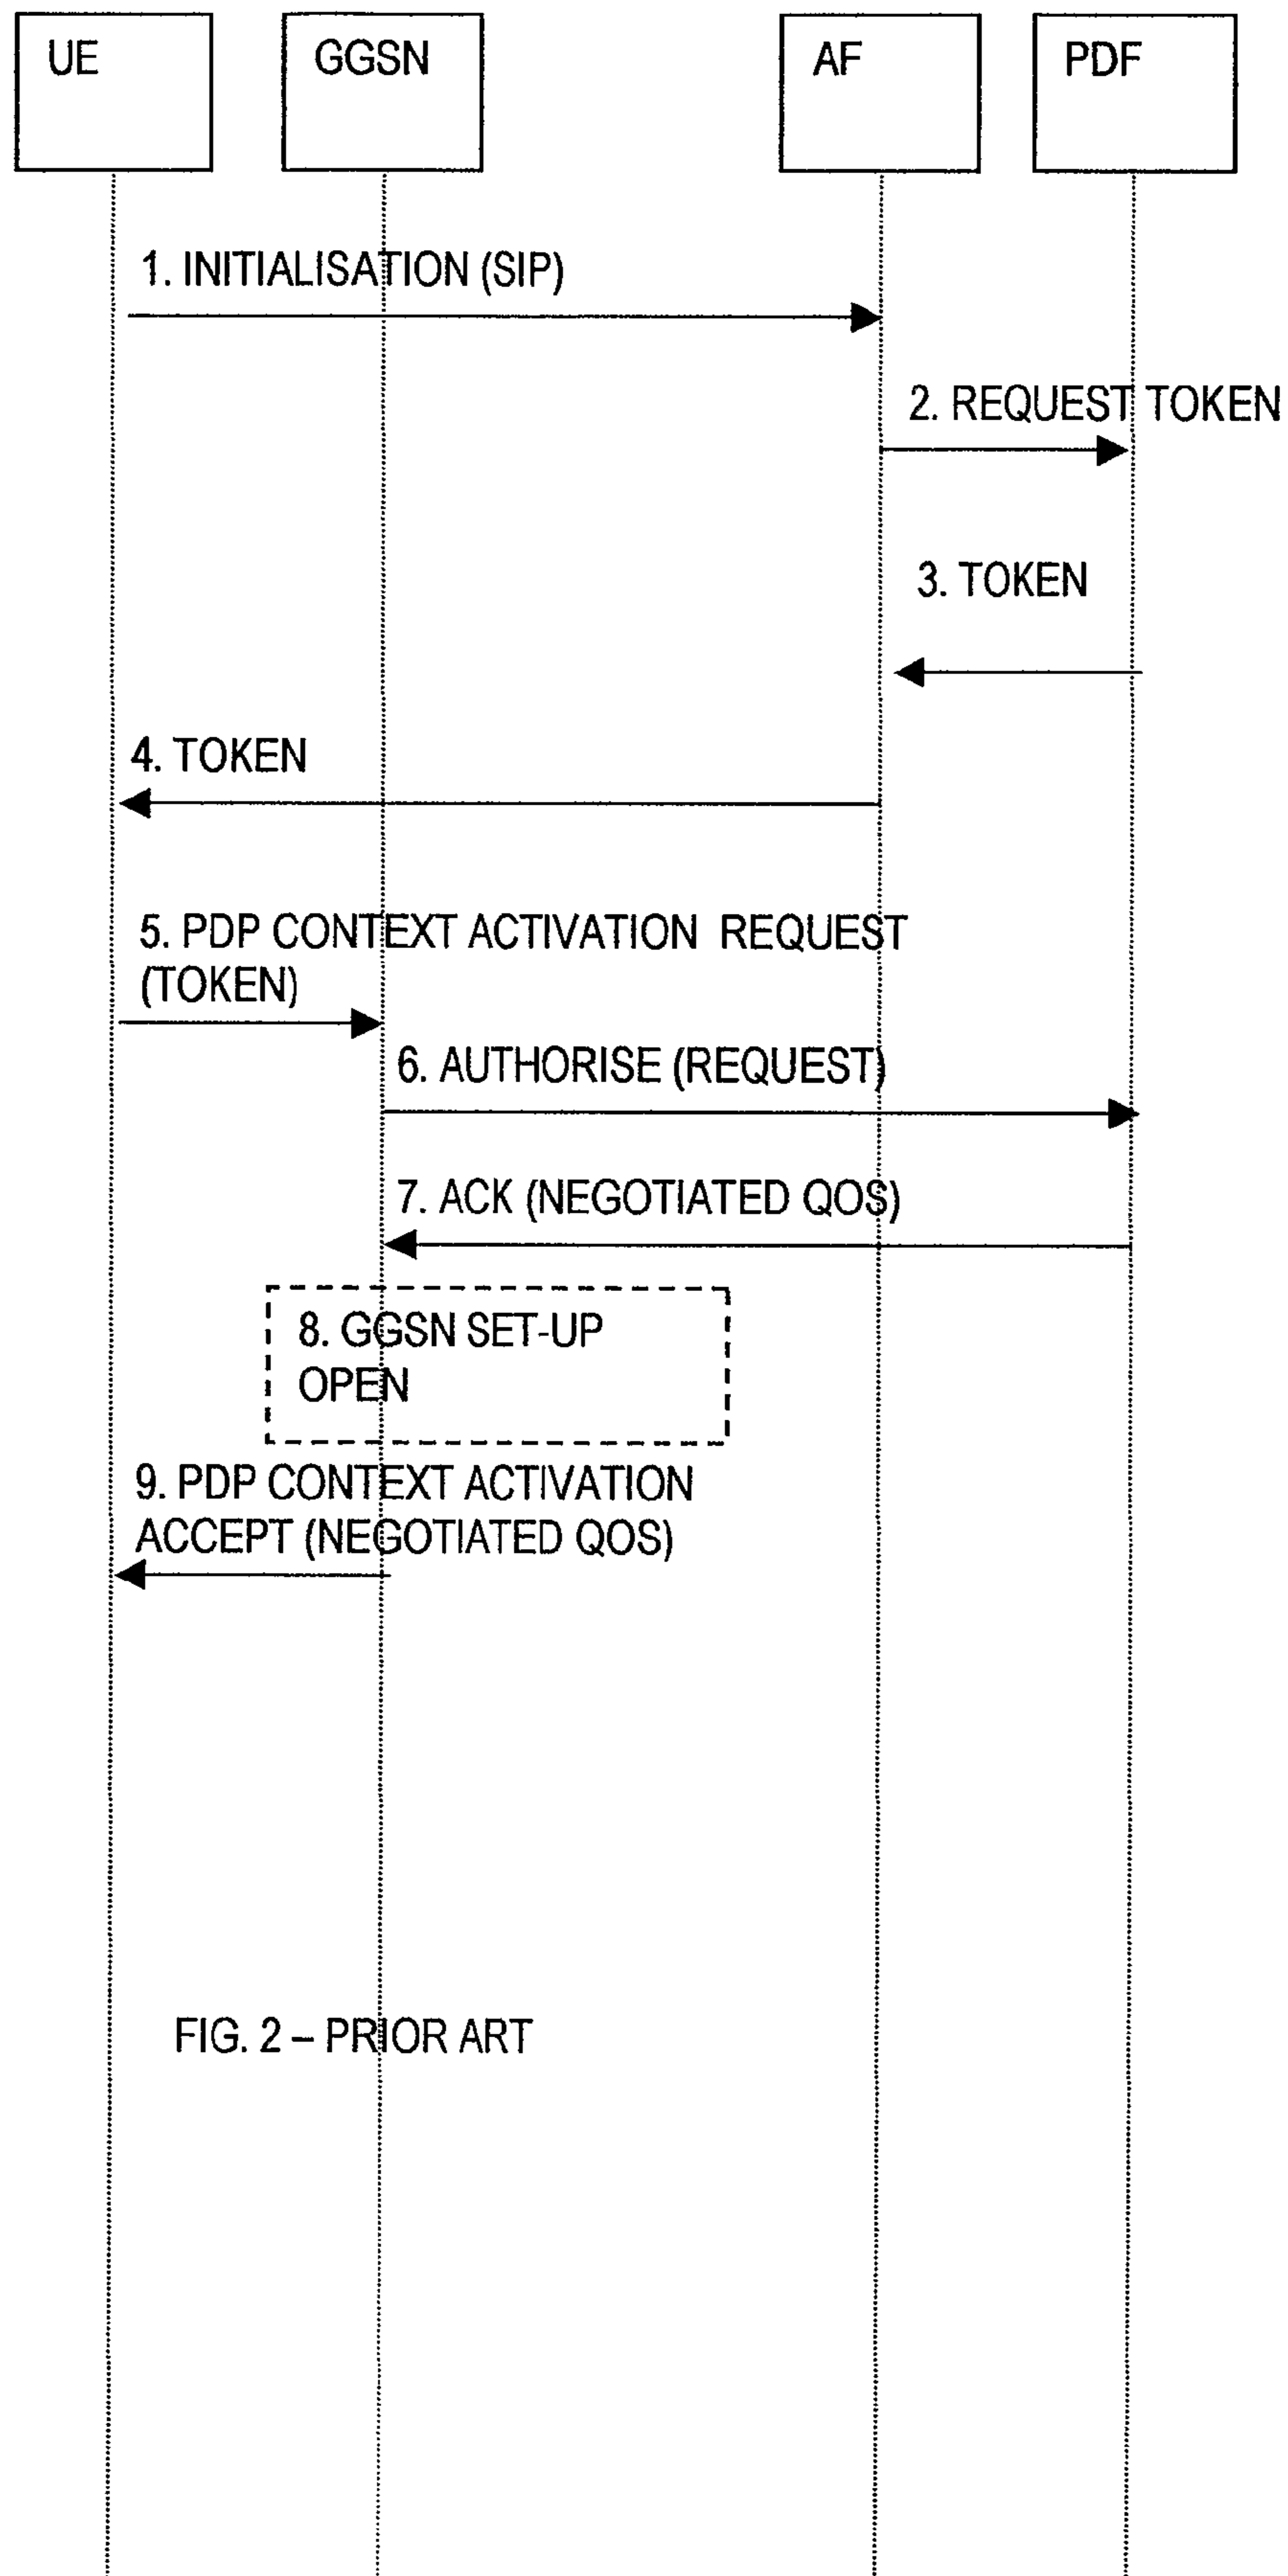 UE
GGSN
AF
PDF
1. INITIALISATION (SIP)
2. REQUEST TOKEN
3. TOKEN
4. TOKEN
5. PDP CONTEXT ACTIVATION REQUEST
(TOKEN)
6. AUTHORISE (REQUEST)
7. ACK (NEGOTIATED QOS)
8. GGSN SET-UP
OPEN
9. PDP CONTEXT ACTIVATION
ACCEPT (NEGOTIATED QOS)
FIG. 2 – PRIOR ART